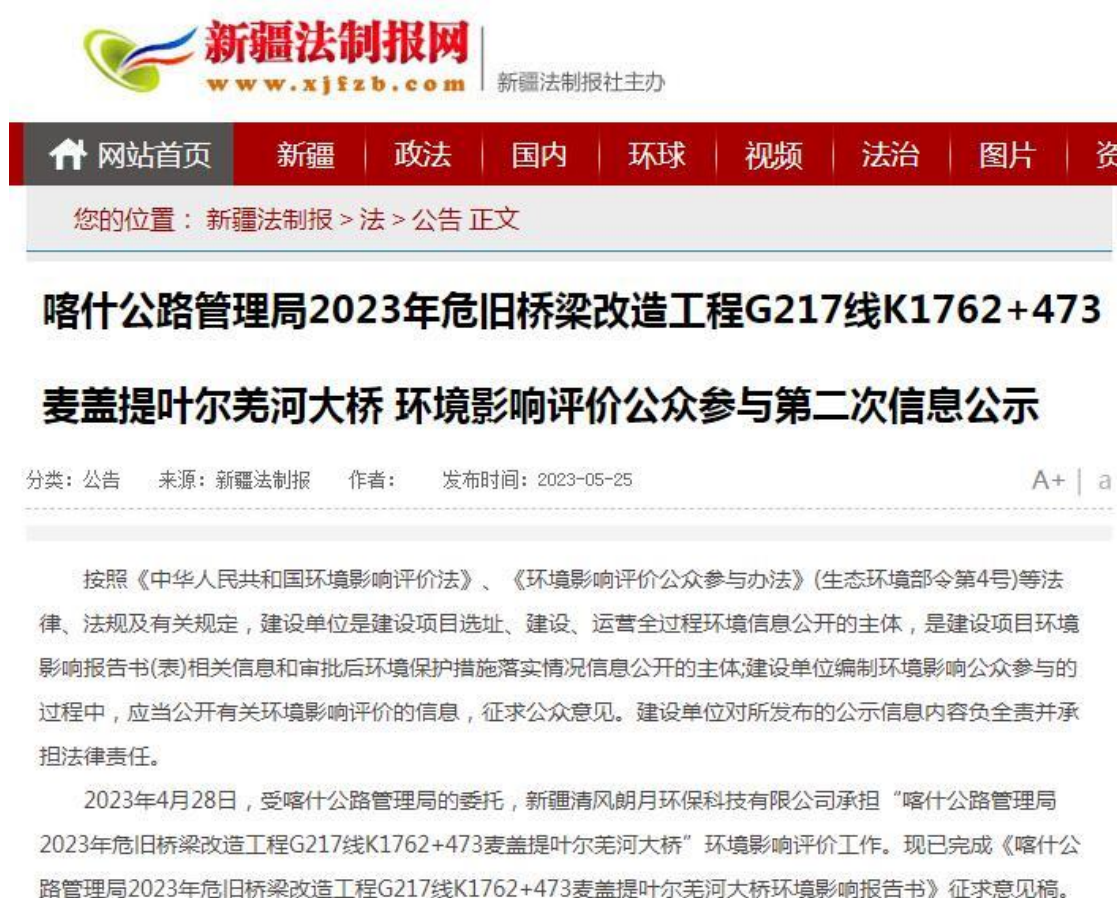 新疆法制报网
www.xjfzb.com
新疆法制报社主办
网站首页 新疆 政法 国内 环球 视频 法治 图片
您的位置：新疆法制报 > 法 > 公告 正文
喀什公路管理局2023年危旧桥梁改造工程G217线K1762+473
麦盖提叶尔羌河大桥 环境影响评价公众参与第二次信息公示
分类：公告 来源：新疆法制报 作者： 发布时间：2023-05-25 A+ | a
按照《中华人民共和国环境影响评价法》、《环境影响评价公众参与办法》(生态环境部令第4号)等法
律、法规及有关规定，建设单位是建设项目选址、建设、运营全过程环境信息公开的主体，是建设项目环境
影响报告书(表)相关信息和审批后环境保护措施落实情况信息公开的主体;建设单位编制环境影响公众参与的
过程中，应当公开有关环境影响评价的信息，征求公众意见。建设单位对所发布的公示信息内容负全责并承
担法律责任。
2023年4月28日，受喀什公路管理局的委托，新疆清风朗月环保科技有限公司承担“喀什公路管理局
2023年危旧桥梁改造工程G217线K1762+473麦盖提叶尔羌河大桥”环境影响评价工作。现已完成《喀什公
路管理局2023年危旧桥梁改造工程G217线K1762+473麦盖提叶尔羌河大桥环境影响报告书》征求意见稿。